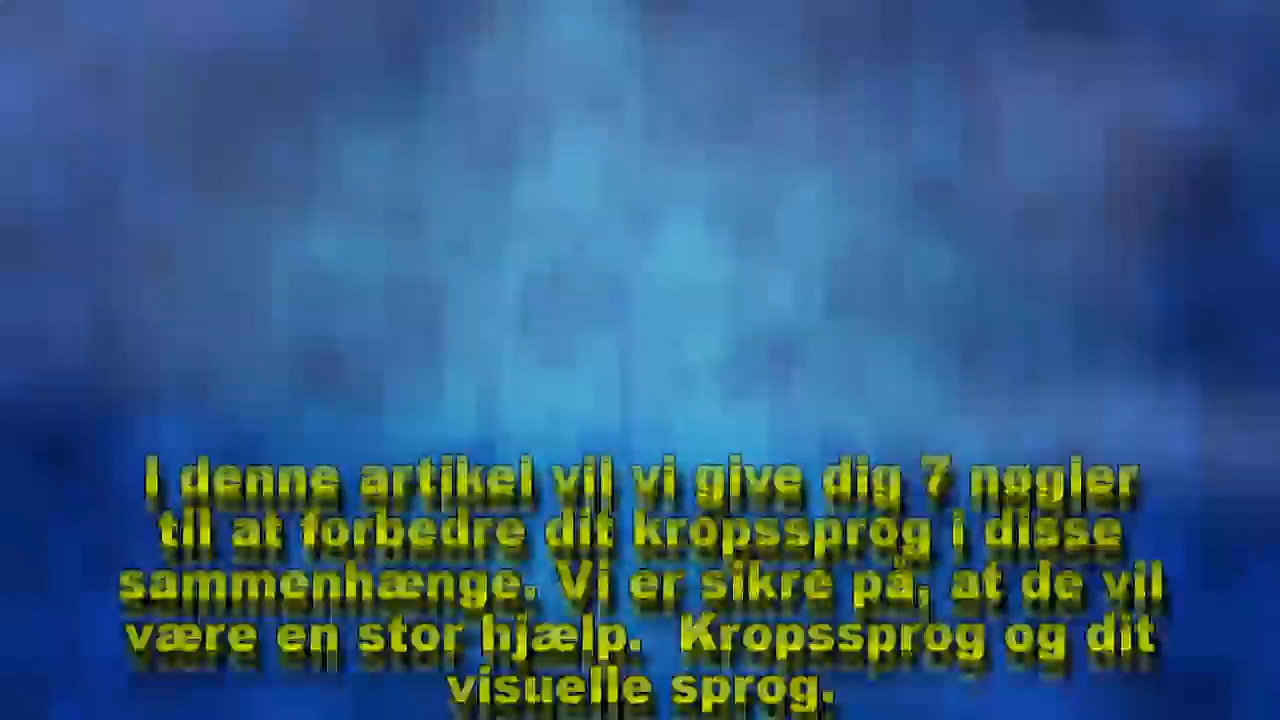 I denne artikel vil vi give dig 7 nøgler
til at forbedre dit kropssprog i disse
sammenhænge. Vi er sikre på, at de vil
være en stor hjælp.  Kropssprog og dit
visuelle sprog.